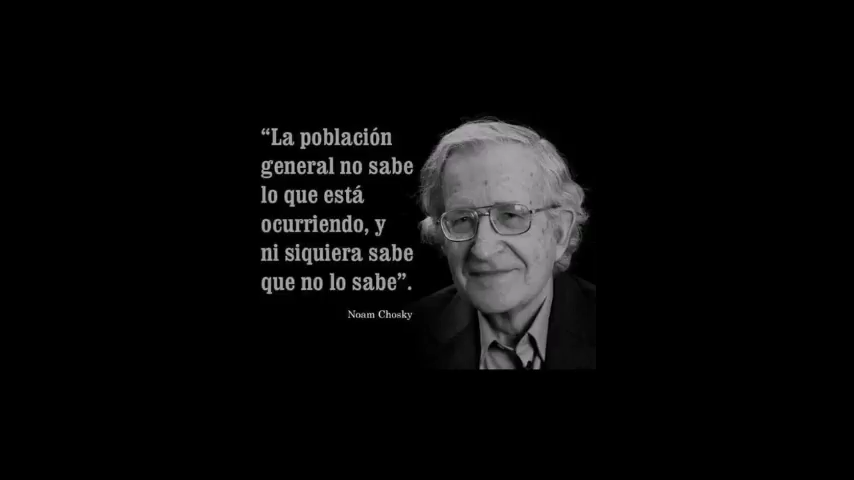 “La población
general no sabe
lo que está
ocurriendo, y
ni siquiera sabe
que no lo sabe”.
Noam Chosky